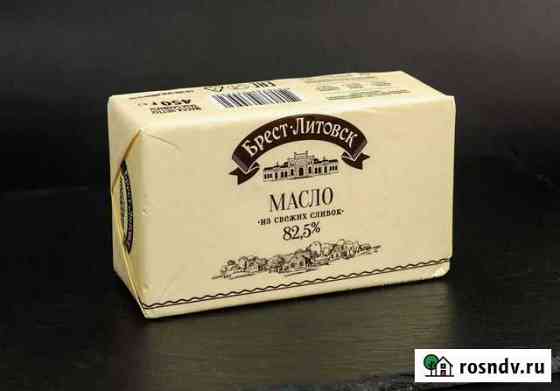 450 г
Брест-Литовск
МАСЛО
·ИЗ СВЕЖИХ СЛИВОК·
82,5%
rosndv.ru